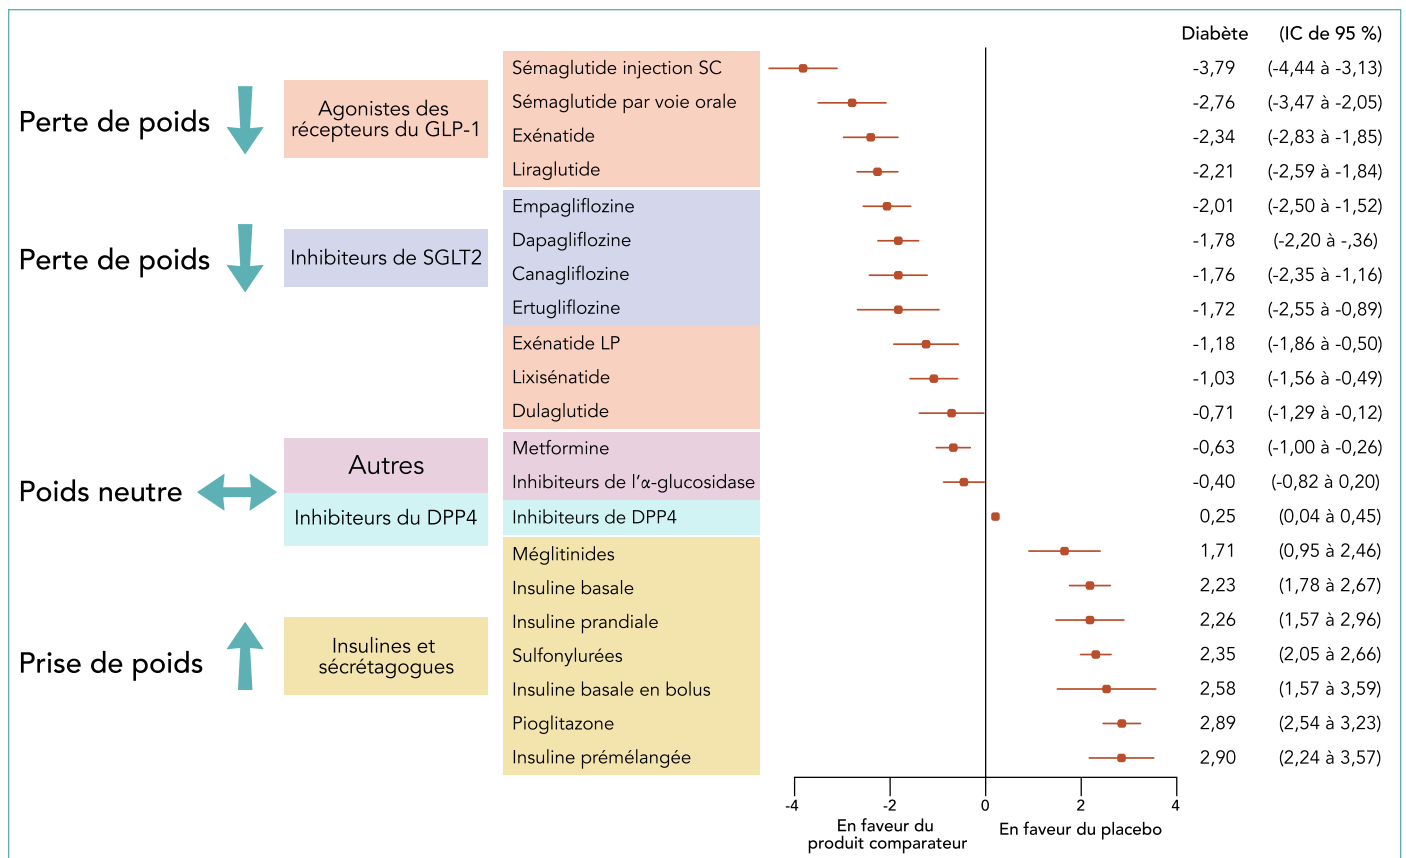 Diabète (IC de 95 %)
Perte de poids
Agonistes des
récepteurs du GLP-1
Sémaglutide injection SC -3,79 (-4,44 à -3,13)
Sémaglutide par voie orale -2,76 (-3,47 à -2,05)
Exénatide -2,34 (-2,83 à -1,85)
Liraglutide -2,21 (-2,59 à -1,84)
Perte de poids
Inhibiteurs de SGLT2
Empagliflozine -2,01 (-2,50 à -1,52)
Dapagliflozine -1,78 (-2,20 à -,36)
Canagliflozine -1,76 (-2,35 à -1,16)
Ertugliflozine -1,72 (-2,55 à -0,89)
Exénatide LP -1,18 (-1,86 à -0,50)
Lixisénatide -1,03 (-1,56 à -0,49)
Dulaglutide -0,71 (-1,29 à -0,12)
Poids neutre
Autres
Inhibiteurs du DPP4
Metformine -0,63 (-1,00 à -0,26)
Inhibiteurs de l'α-glucosidase -0,40 (-0,82 à 0,20)
Inhibiteurs de DPP4 0,25 (0,04 à 0,45)
Prise de poids
Insulines et
sécrétagogues
Méglitinides 1,71 (0,95 à 2,46)
Insuline basale 2,23 (1,78 à 2,67)
Insuline prandiale 2,26 (1,57 à 2,96)
Sulfonylurées 2,35 (2,05 à 2,66)
Insuline basale en bolus 2,58 (1,57 à 3,59)
Pioglitazone 2,89 (2,54 à 3,23)
Insuline prémélangée 2,90 (2,24 à 3,57)
-4 -2 0 2 4
En faveur du
produit comparateur
En faveur du placebo